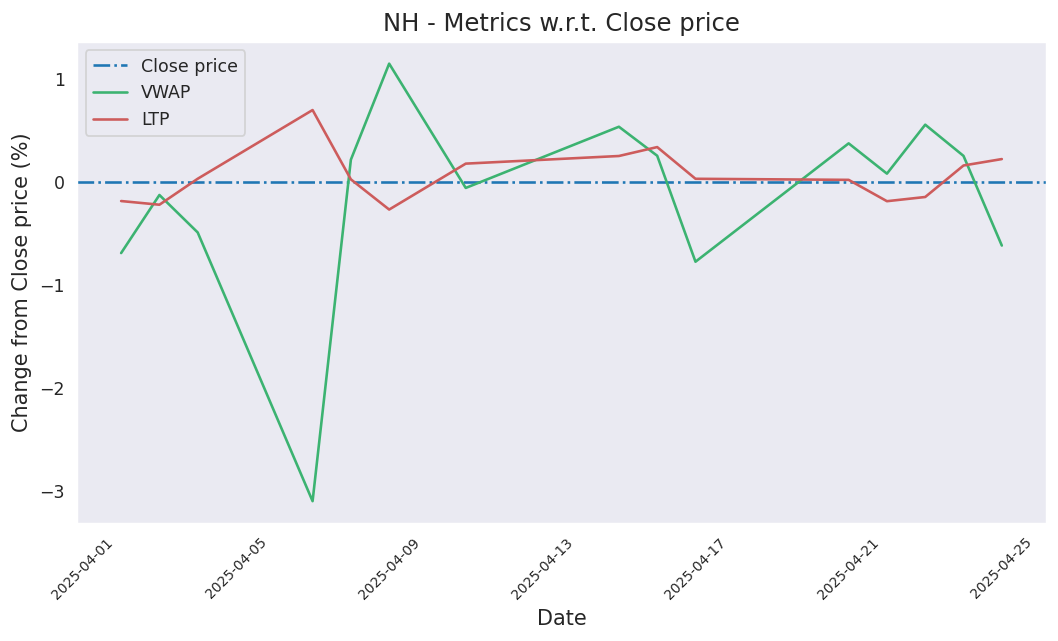 NH - Metrics w.r.t. Close price
Close price
VWAP
LTP
Change from Close price (%)
1
0
−1
−2
−3
2025-04-01
2025-04-05
2025-04-09
2025-04-13
2025-04-17
2025-04-21
2025-04-25
Date